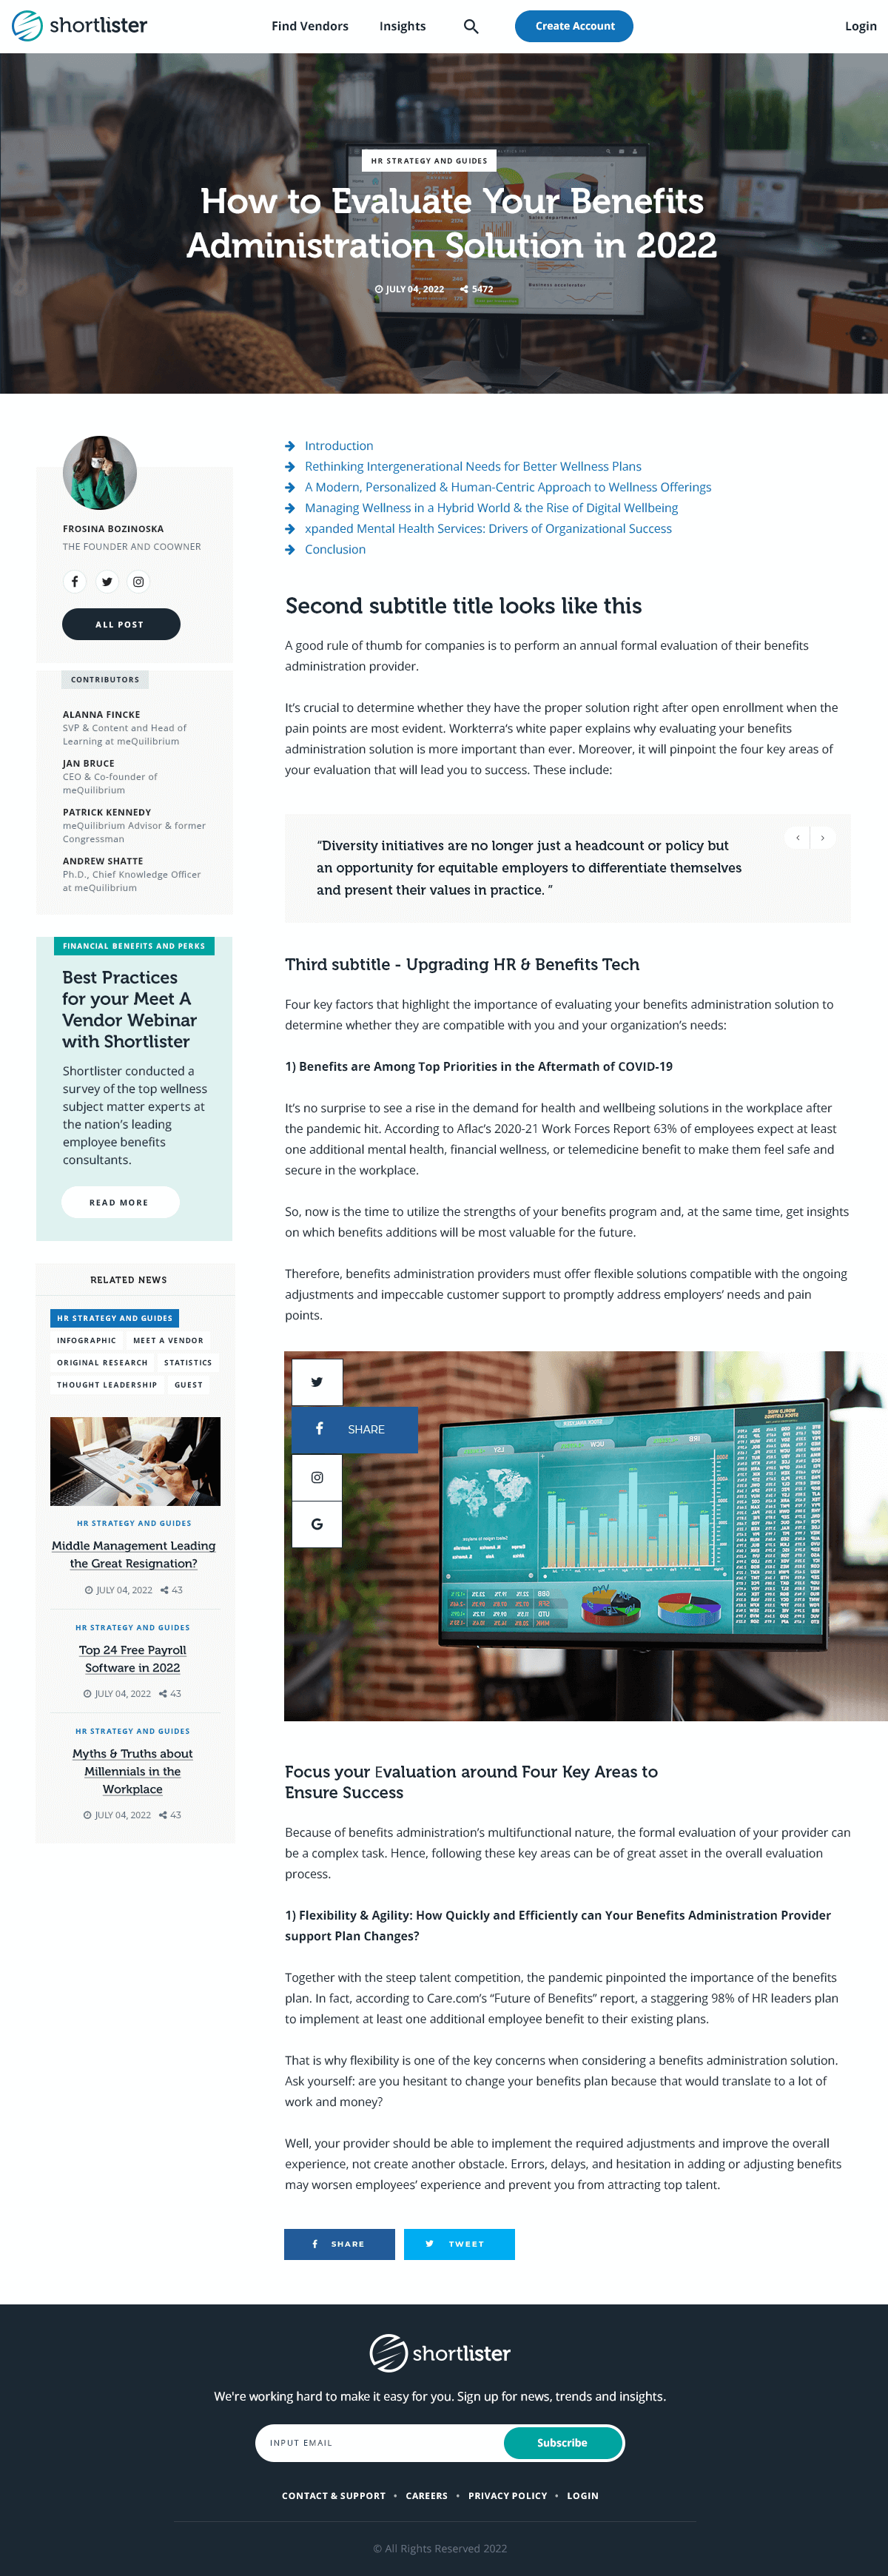 shortlister
Find Vendors
Insights
Create Account
Login
HR STRATEGY AND GUIDES
How to Evaluate Your Benefits
Administration Solution in 2022
JULY 04, 2022
5472
FROSINA BOZINOSKA
THE FOUNDER AND COOWNER
ALL POST
CONTRIBUTORS
ALANNA FINCKE
SVP & Content and Head of
Learning at meQuilibrium
JAN BRUCE
CEO & Co-founder of
meQuilibrium
PATRICK KENNEDY
meQuilibrium Advisor & former
Congressman
ANDREW SHATTE
Ph.D., Chief Knowledge Officer
at meQuilibrium
FINANCIAL BENEFITS AND PERKS
Best Practices
for your Meet A
Vendor Webinar
with Shortlister
Shortlister conducted a
survey of the top wellness
subject matter experts at
the nation's leading
employee benefits
consultants.
READ MORE
RELATED NEWS
HR STRATEGY AND GUIDES
INFOGRAPHIC
MEET A VENDOR
ORIGINAL RESEARCH
STATISTICS
THOUGHT LEADERSHIP
GUEST
HR STRATEGY AND GUIDES
Middle Management Leading
the Great Resignation?
JULY 04, 2022
43
HR STRATEGY AND GUIDES
Top 24 Free Payroll
Software in 2022
JULY 04, 2022
43
HR STRATEGY AND GUIDES
Myths & Truths about
Millennials in the
Workplace
JULY 04, 2022
43
Introduction
Rethinking Intergenerational Needs for Better Wellness Plans
A Modern, Personalized & Human-Centric Approach to Wellness Offerings
Managing Wellness in a Hybrid World & the Rise of Digital Wellbeing
xpanded Mental Health Services: Drivers of Organizational Success
Conclusion
Second subtitle title looks like this
A good rule of thumb for companies is to perform an annual formal evaluation of their benefits
administration provider.
It's crucial to determine whether they have the proper solution right after open enrollment when the
pain points are most evident. Workterra's white paper explains why evaluating your benefits
administration solution is more important than ever. Moreover, it will pinpoint the four key areas of
your evaluation that will lead you to success. These include:
"Diversity initiatives are no longer just a headcount or policy but
an opportunity for equitable employers to differentiate themselves
and present their values in practice. "
Third subtitle - Upgrading HR & Benefits Tech
Four key factors that highlight the importance of evaluating your benefits administration solution to
determine whether they are compatible with you and your organization's needs:
1) Benefits are Among Top Priorities in the Aftermath of COVID-19
It's no surprise to see a rise in the demand for health and wellbeing solutions in the workplace after
the pandemic hit. According to Aflac's 2020-21 Work Forces Report 63% of employees expect at least
one additional mental health, financial wellness, or telemedicine benefit to make them feel safe and
secure in the workplace.
So, now is the time to utilize the strengths of your benefits program and, at the same time, get insights
on which benefits additions will be most valuable for the future.
Therefore, benefits administration providers must offer flexible solutions compatible with the ongoing
adjustments and impeccable customer support to promptly address employers' needs and pain
points.
SHARE
Focus your Evaluation around Four Key Areas to
Ensure Success
Because of benefits administration's multifunctional nature, the formal evaluation of your provider can
be a complex task. Hence, following these key areas can be of great asset in the overall evaluation
process.
1) Flexibility & Agility: How Quickly and Efficiently can Your Benefits Administration Provider
support Plan Changes?
Together with the steep talent competition, the pandemic pinpointed the importance of the benefits
plan. In fact, according to Care.com's "Future of Benefits" report, a staggering 98% of HR leaders plan
to implement at least one additional employee benefit to their existing plans.
That is why flexibility is one of the key concerns when considering a benefits administration solution.
Ask yourself: are you hesitant to change your benefits plan because that would translate to a lot of
work and money?
Well, your provider should be able to implement the required adjustments and improve the overall
experience, not create another obstacle. Errors, delays, and hesitation in adding or adjusting benefits
may worsen employees' experience and prevent you from attracting top talent.
SHARE
TWEET
shortlister
We're working hard to make it easy for you. Sign up for news, trends and insights.
INPUT EMAIL
Subscribe
CONTACT & SUPPORT • CAREERS • PRIVACY POLICY • LOGIN
© All Rights Reserved 2022